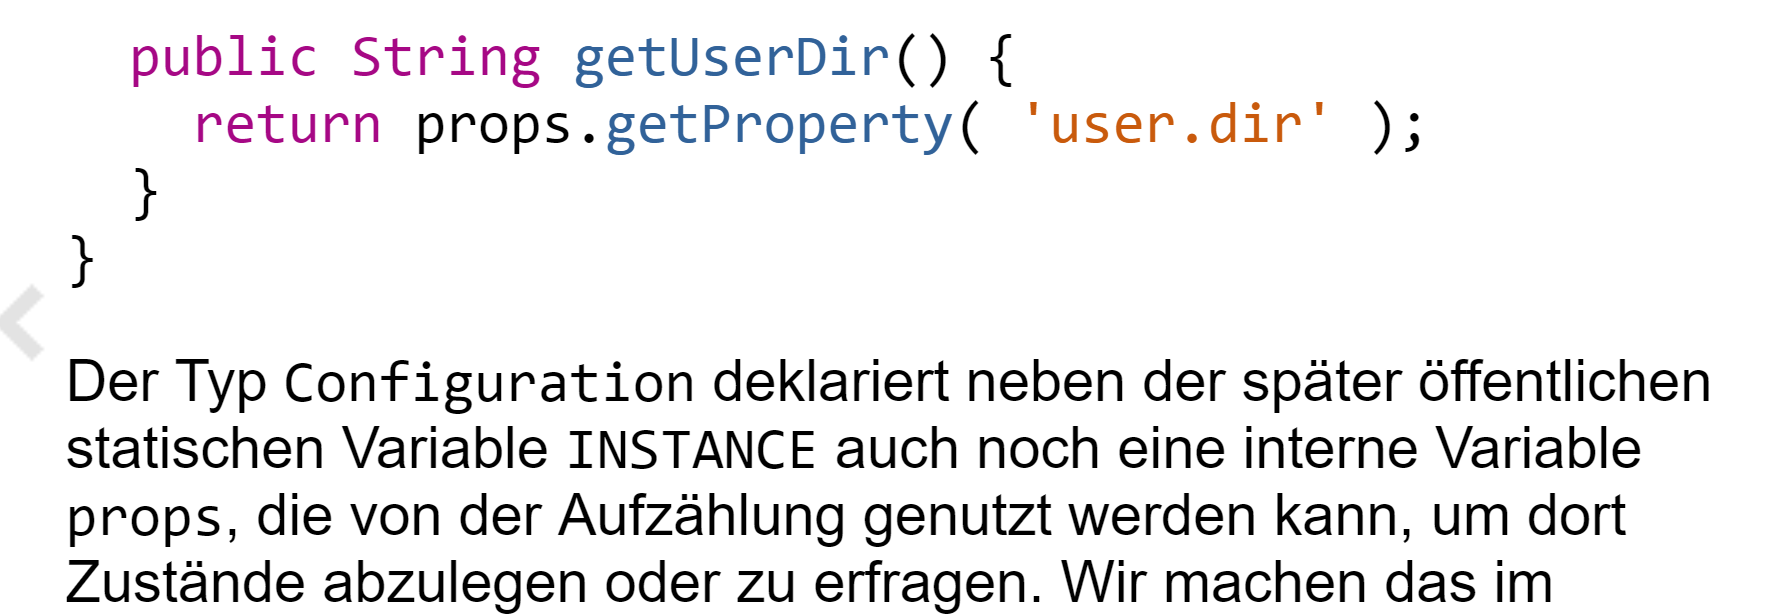 public String getUserDir() {
return props.getProperty( 'user.dir' );
}
}
Der Typ Configuration deklariert neben der später öffentlichen
statischen Variable INSTANCE auch noch eine interne Variable
props, die von der Aufzählung genutzt werden kann, um dort
Zustände abzulegen oder zu erfragen. Wir machen das im